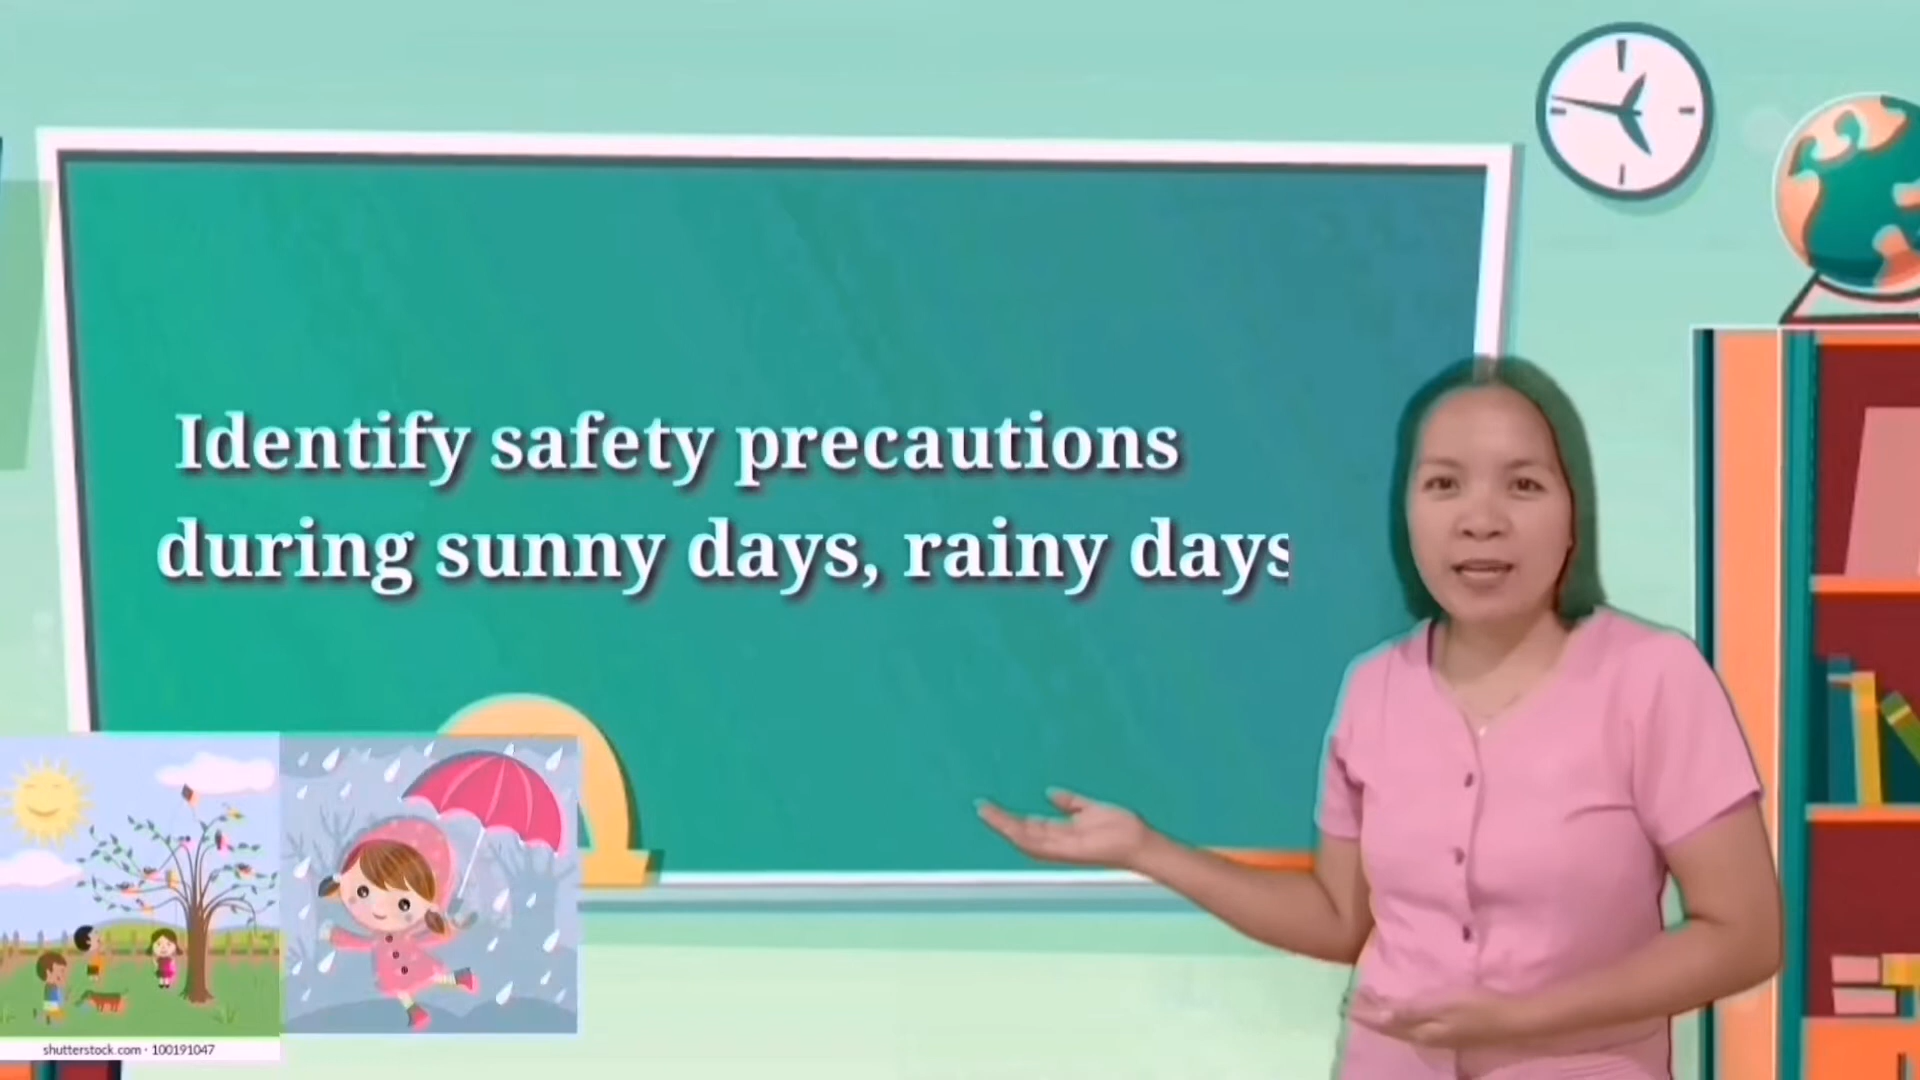 Identify safety precautions
during sunny days, rainy days
shutterstock.com · 100191047